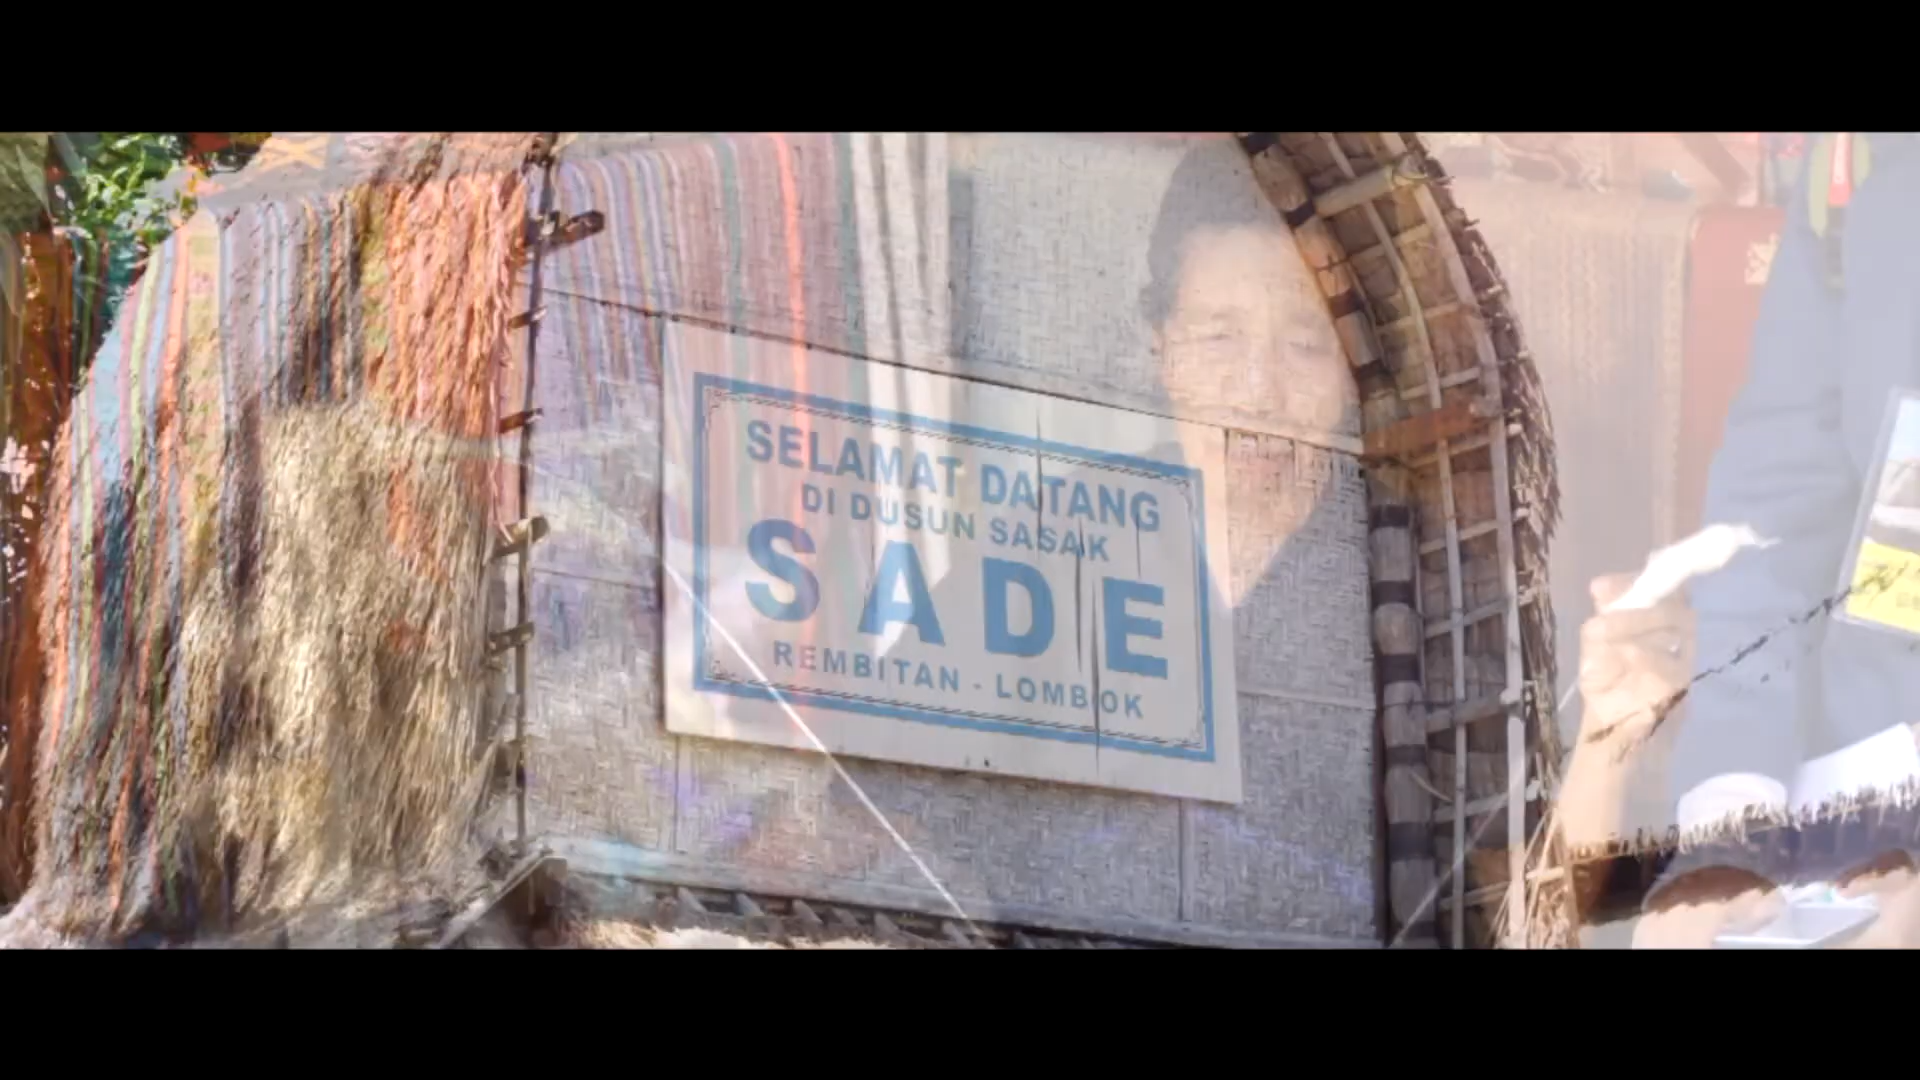 SELAMAT DATANG
DI DUSUN SASAK
SADE
REMBITAN - LOMBOK